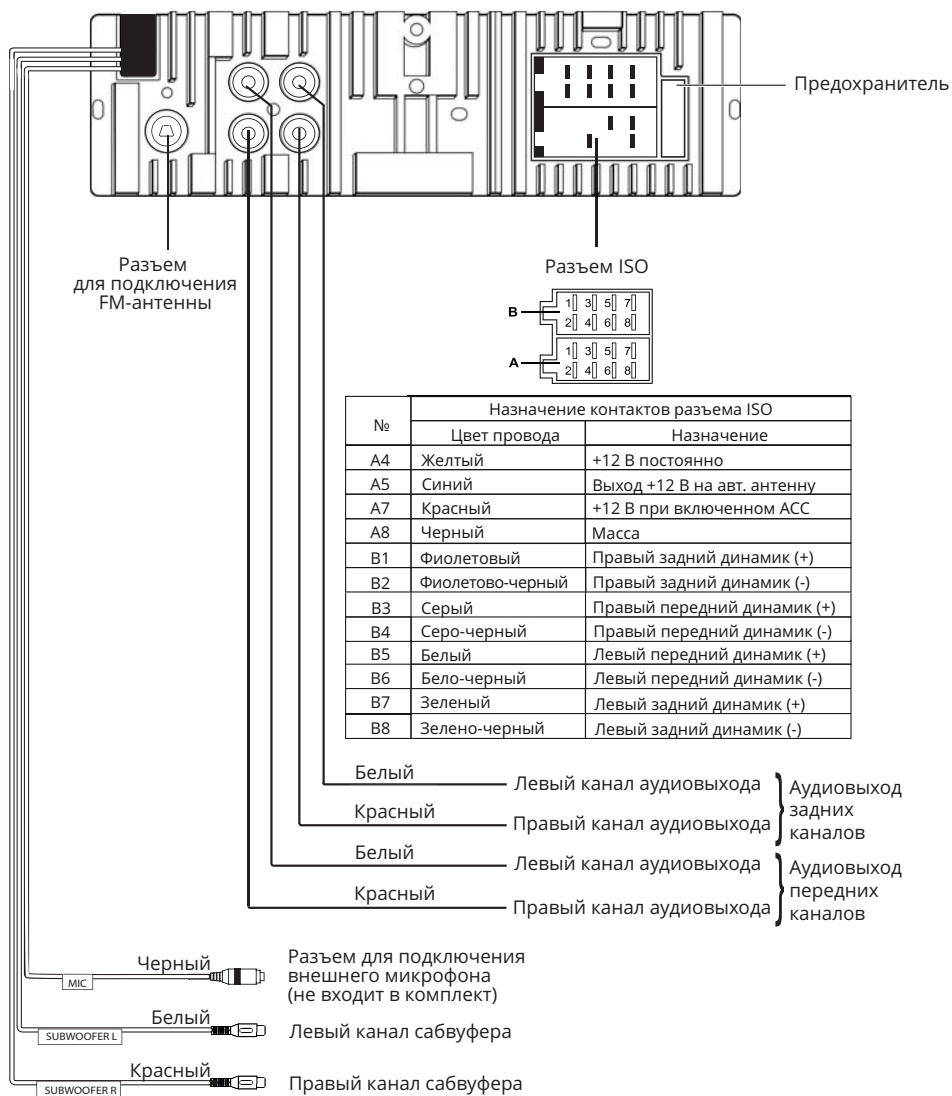 Предохранитель
Разъем
для подключения
FM-антенны
Разъем ISO
B
1 3 5 7
2 4 6 8
A
1 3 5 7
2 4 6 8
№ Назначение контактов разъема ISO
Цвет провода Назначение
A4 Желтый +12 В постоянно
A5 Синий Выход +12 В на авт. антенну
A7 Красный +12 В при включенном ACC
A8 Черный Масса
B1 Фиолетовый Правый задний динамик (+)
B2 Фиолетово-черный Правый задний динамик (-)
B3 Серый Правый передний динамик (+)
B4 Серо-черный Правый передний динамик (-)
B5 Белый Левый передний динамик (+)
B6 Бело-черный Левый передний динамик (-)
B7 Зеленый Левый задний динамик (+)
B8 Зелено-черный Левый задний динамик (-)
Белый Левый канал аудиовыхода
Красный Правый канал аудиовыхода
Аудиовыход
задних
каналов
Белый Левый канал аудиовыхода
Красный Правый канал аудиовыхода
Аудиовыход
передних
каналов
MIC Черный
Разъем для подключения
внешнего микрофона
(не входит в комплект)
SUBWOOFER L Белый Левый канал сабвуфера
SUBWOOFER R Красный Правый канал сабвуфера